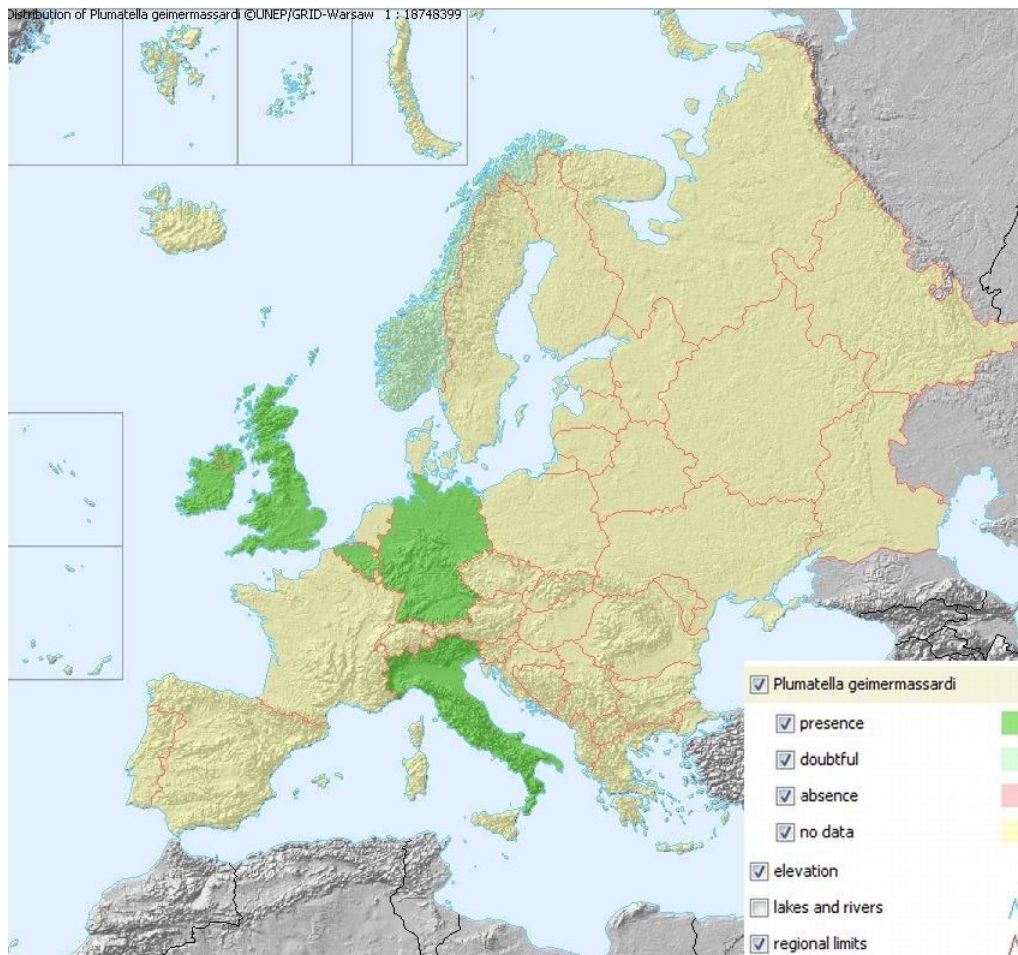 Distribution of Plumatella geimermassardi ©UNEP/GRID-Warsaw 1 : 18748399
Plumatella geimermassardi
presence
doubtful
absence
no data
elevation
lakes and rivers
regional limits